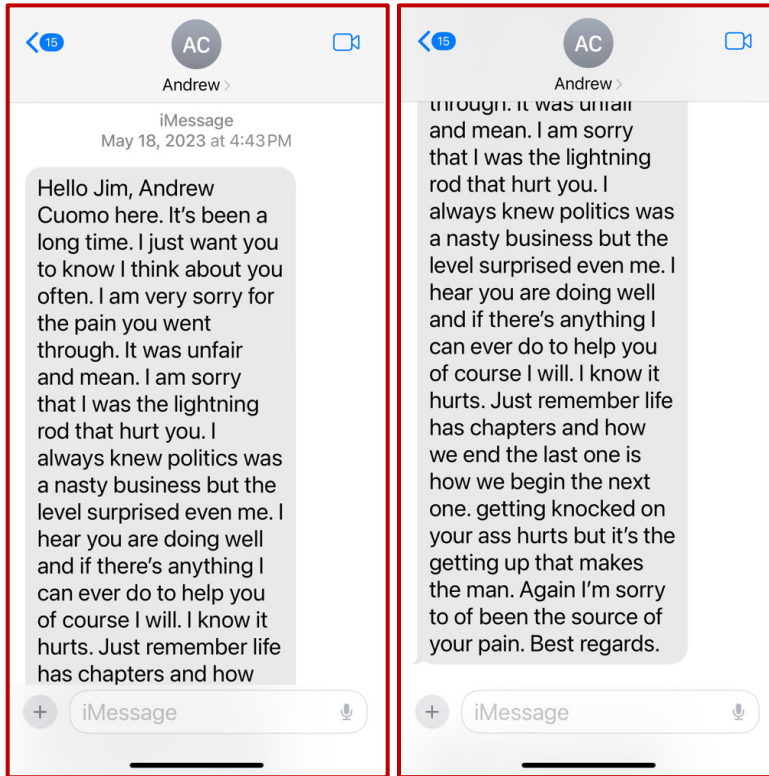 15
AC
Andrew
iMessage
May 18, 2023 at 4:43 PM
Hello Jim, Andrew
Cuomo here. It's been a
long time. I just want you
to know I think about you
often. I am very sorry for
the pain you went
through. It was unfair
and mean. I am sorry
that I was the lightning
rod that hurt you. I
always knew politics was
a nasty business but the
level surprised even me. I
hear you are doing well
and if there's anything I
can ever do to help you
of course I will. I know it
hurts. Just remember life
has chapters and how
iMessage
15
AC
Andrew
through. It was unfair
and mean. I am sorry
that I was the lightning
rod that hurt you. I
always knew politics was
a nasty business but the
level surprised even me. I
hear you are doing well
and if there's anything I
can ever do to help you
of course I will. I know it
hurts. Just remember life
has chapters and how
we end the last one is
how we begin the next
one. getting knocked on
your ass hurts but it's the
getting up that makes
the man. Again I'm sorry
to of been the source of
your pain. Best regards.
iMessage